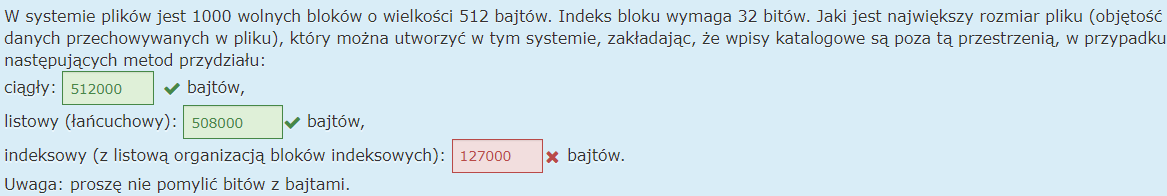 W systemie plików jest 1000 wolnych bloków o wielkości 512 bajtów. Indeks bloku wymaga 32 bitów. Jaki jest największy rozmiar pliku (objętość
danych przechowywanych w pliku), który można utworzyć w tym systemie, zakładając, że wpisy katalogowe są poza tą przestrzenią, w przypadku
następujących metod przydziału:
ciągły: 512000 bajtów,
listowy (łańcuchowy): 508000 bajtów,
indeksowy (z listową organizacją bloków indeksowych): 127000 bajtów.
Uwaga: proszę nie pomylić bitów z bajtami.